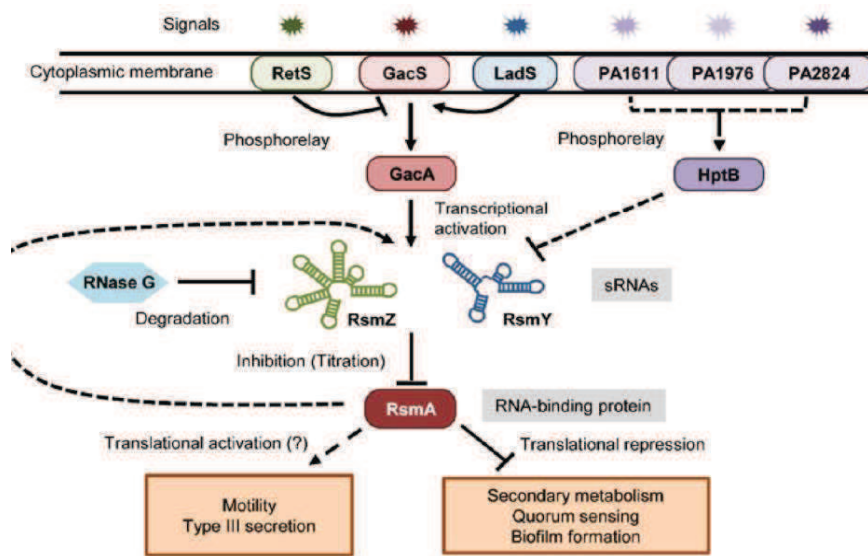 Signals
Cytoplasmic membrane
RetS
GacS
LadS
PA1611
PA1976
PA2824
Phosphorelay
Phosphorelay
GacA
HptB
Transcriptional
activation
RNase G
sRNAs
Degradation
RsmZ
RsmY
Inhibition (Titration)
RsmA
RNA-binding protein
Translational activation (?)
Translational repression
Motility
Type III secretion
Secondary metabolism
Quorum sensing
Biofilm formation